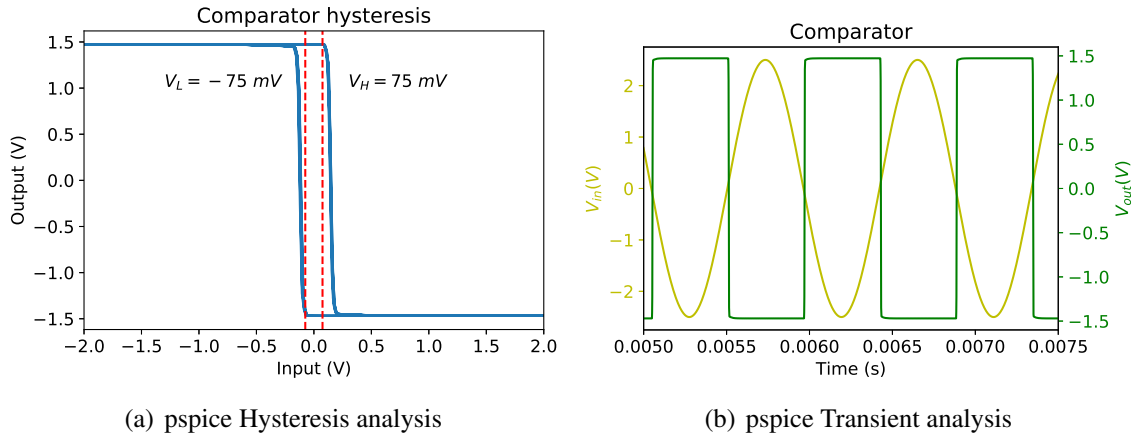 Comparator hysteresis
1.5
1.0
0.5
0.0
−0.5
−1.0
−1.5
Output (V)
V_L = − 75 mV
V_H = 75 mV
−2.0 −1.5 −1.0 −0.5 0.0 0.5 1.0 1.5 2.0
Input (V)
(a) pspice Hysteresis analysis
Comparator
2
1
0
−1
−2
V_in(V)
1.5
1.0
0.5
0.0
−0.5
−1.0
−1.5
V_out(V)
0.0050 0.0055 0.0060 0.0065 0.0070 0.0075
Time (s)
(b) pspice Transient analysis